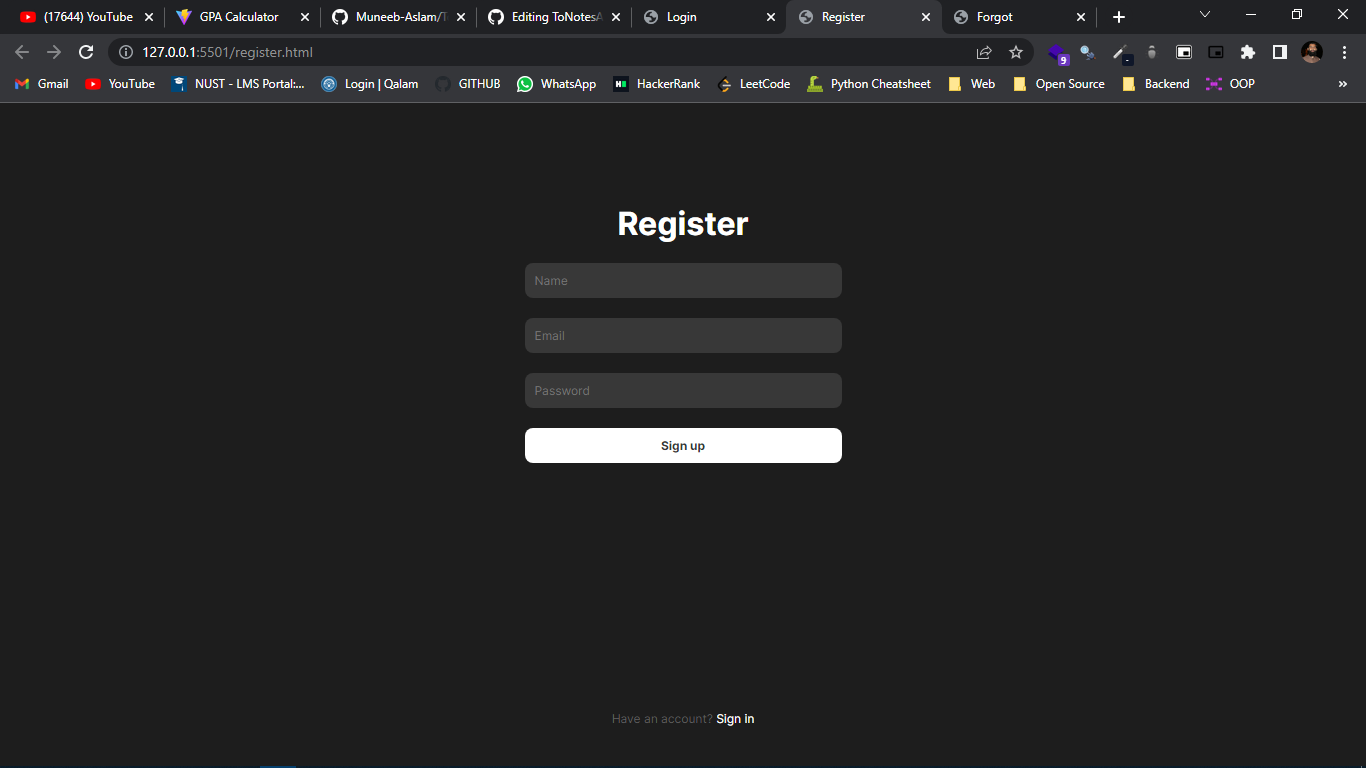 (17644) YouTube GPA Calculator Muneeb-Aslam/T Editing ToNotesA Login Register Forgot
127.0.0.1:5501/register.html 9
Gmail YouTube NUST - LMS Portal:... Login | Qalam GITHUB WhatsApp HackerRank LeetCode Python Cheatsheet Web Open Source Backend OOP »
Register
Name
Email
Password
Sign up
Have an account? Sign in